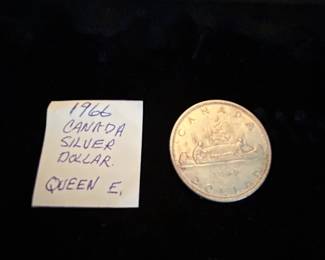 1966
CANADA
SILVER
DOLLAR.
QUEEN E.
CANADA
DOLLAR